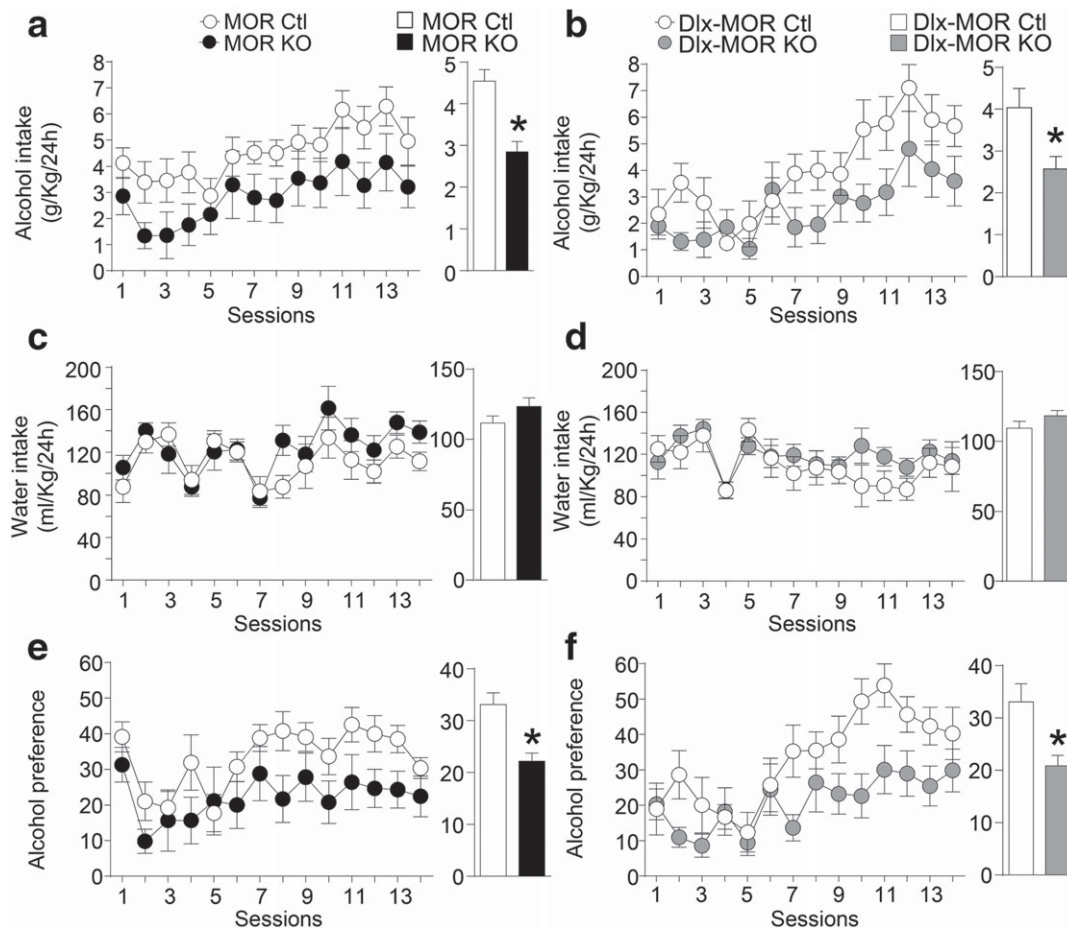 a
MOR Ctl
MOR KO
MOR Ctl
MOR KO
Alcohol intake
(g/Kg/24h)
8
7
6
5
4
3
2
1
0
1 3 5 7 9 11 13
Sessions
5
4
3
2
1
0
*
b
Dlx-MOR Ctl
Dlx-MOR KO
Dlx-MOR Ctl
Dlx-MOR KO
Alcohol intake
(g/Kg/24h)
8
7
6
5
4
3
2
1
0
1 3 5 7 9 11 13
Sessions
5
4
3
2
1
0
*
c
Water intake
(ml/Kg/24h)
200
160
120
80
40
0
1 3 5 7 9 11 13
Sessions
150
100
50
0
d
Water intake
(ml/Kg/24h)
200
160
120
80
40
0
1 3 5 7 9 11 13
Sessions
150
100
50
0
e
Alcohol preference
60
50
40
30
20
10
0
1 3 5 7 9 11 13
Sessions
40
30
20
10
0
*
f
Alcohol preference
60
50
40
30
20
10
0
1 3 5 7 9 11 13
Sessions
40
30
20
10
0
*